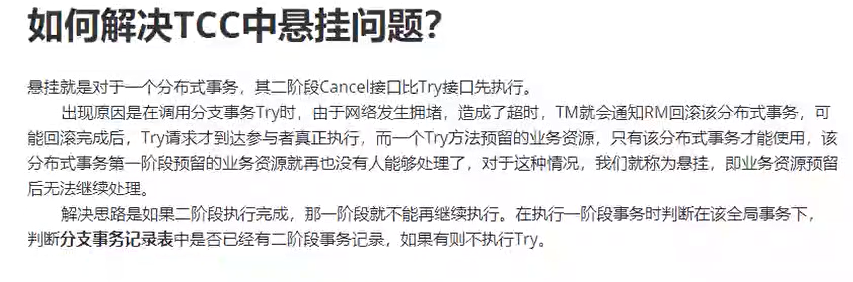 如何解决TCC中悬挂问题？
悬挂就是对于一个分布式事务，其二阶段Cancel接口比Try接口先执行。
出现原因是在调用分支事务Try时，由于网络发生拥堵，造成了超时，TM就会通知RM回滚该分布式事务，可
能回滚完成后，Try请求才到达参与者真正执行，而一个Try方法预留的业务资源，只有该分布式事务才能使用，该
分布式事务第一阶段预留的业务资源就再也没有人能够处理了，对于这种情况，我们就称为悬挂，即业务资源预留
后无法继续处理。
解决思路是如果二阶段执行完成，那一阶段就不能再继续执行。在执行一阶段事务时判断在该全局事务下，
判断分支事务记录表中是否已经有二阶段事务记录，如果有则不执行Try。